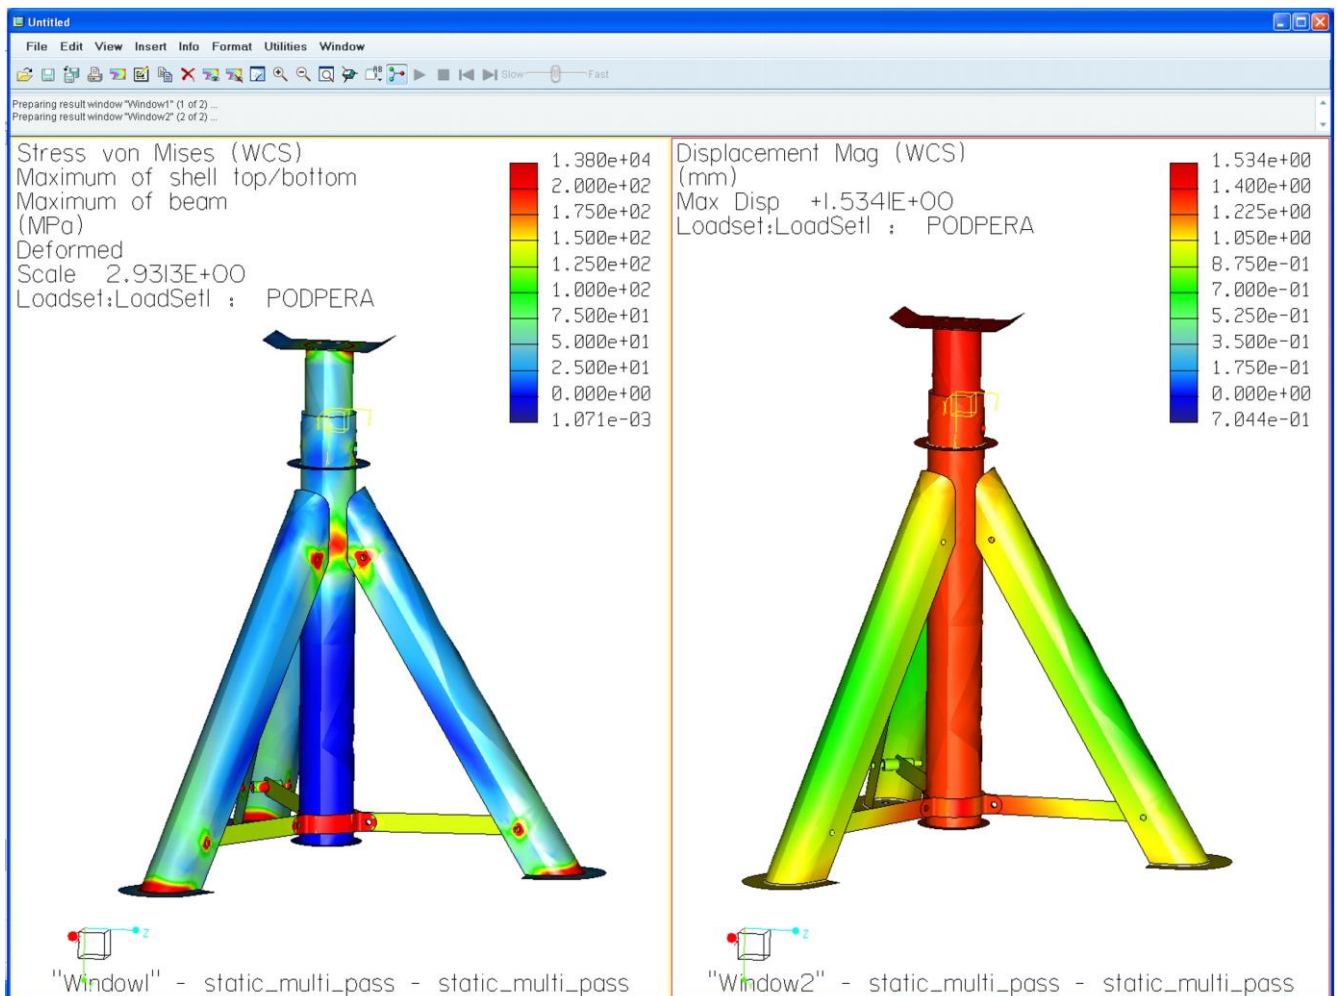 Untitled
File Edit View Insert Info Format Utilities Window
Slow Fast
Preparing result window "Window1" (1 of 2) ...
Preparing result window "Window2" (2 of 2) ...
Stress von Mises (WCS)
Maximum of shell top/bottom
Maximum of beam
(MPa)
Deformed
Scale 2.9313E+00
Loadset:LoadSet1 : PODPERA
1.380e+04
2.000e+02
1.750e+02
1.500e+02
1.250e+02
1.000e+02
7.500e+01
5.000e+01
2.500e+01
0.000e+00
1.071e-03
Z
"Window1" - static_multi_pass - static_multi_pass
Displacement Mag (WCS)
(mm)
Max Disp +1.5341E+00
Loadset:LoadSet1 : PODPERA
1.534e+00
1.400e+00
1.225e+00
1.050e+00
8.750e-01
7.000e-01
5.250e-01
3.500e-01
1.750e-01
0.000e+00
7.044e-01
Z
"Window2" - static_multi_pass - static_multi_pass